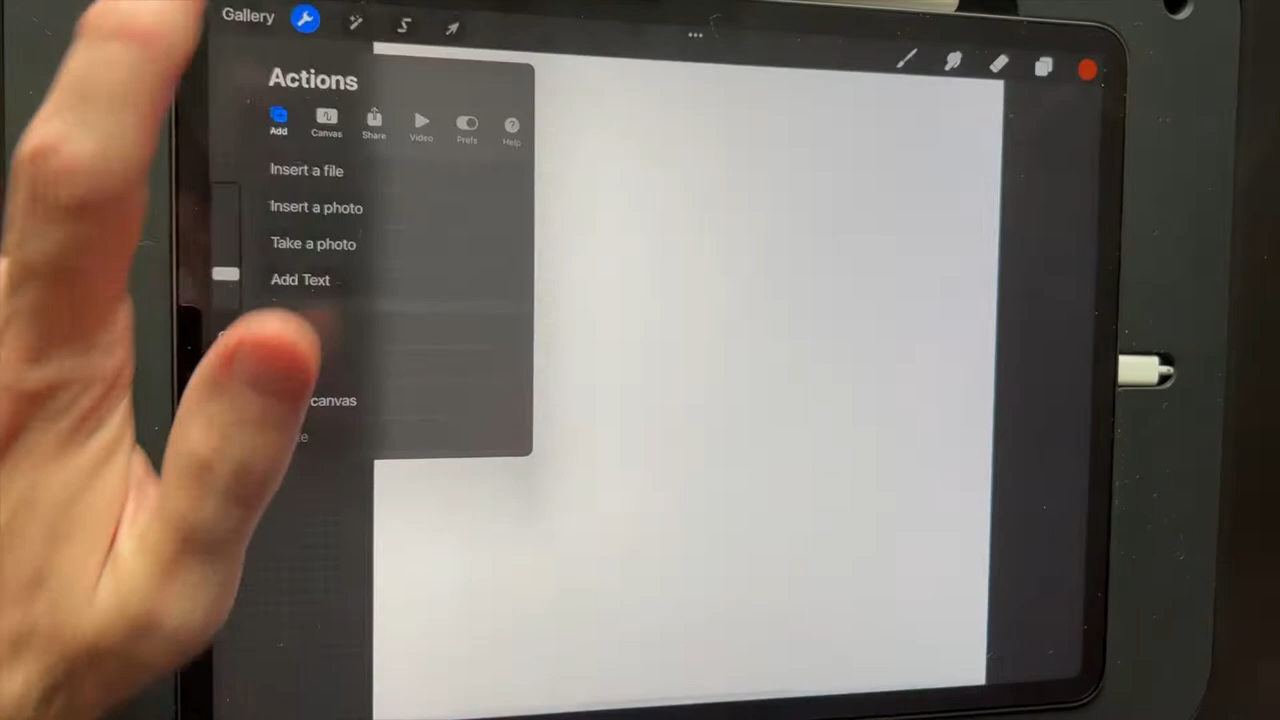 Gallery
Actions
Add Canvas Share Video Prefs Help
Insert a file
Insert a photo
Take a photo
Add Text
canvas